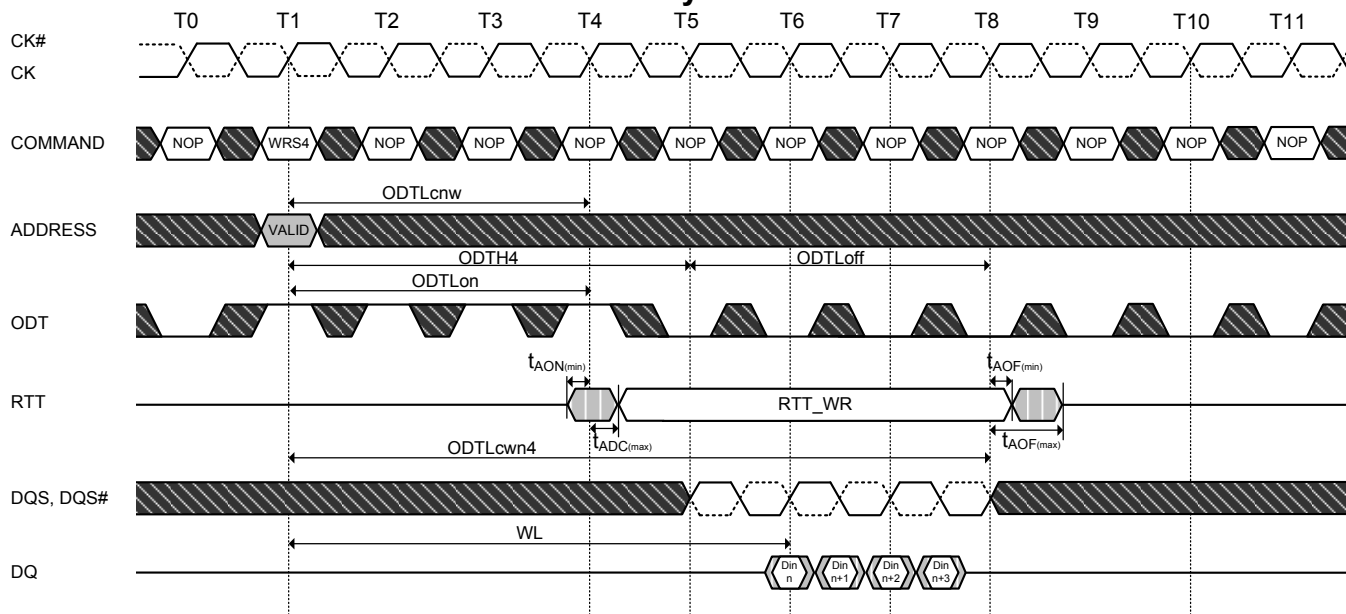 T0 T1 T2 T3 T4 T5 T6 T7 T8 T9 T10 T11
CK#
CK
COMMAND NOP WRS4 NOP NOP NOP NOP NOP NOP NOP NOP NOP NOP
ODTLcnw
ADDRESS VALID
ODTH4 ODTLoff
ODTLon
ODT
tAON(min) tAOF(min)
RTT RTT_WR
tADC(max) tAOF(max)
ODTLcwn4
DQS, DQS#
WL
DQ Din n Din n+1 Din n+2 Din n+3